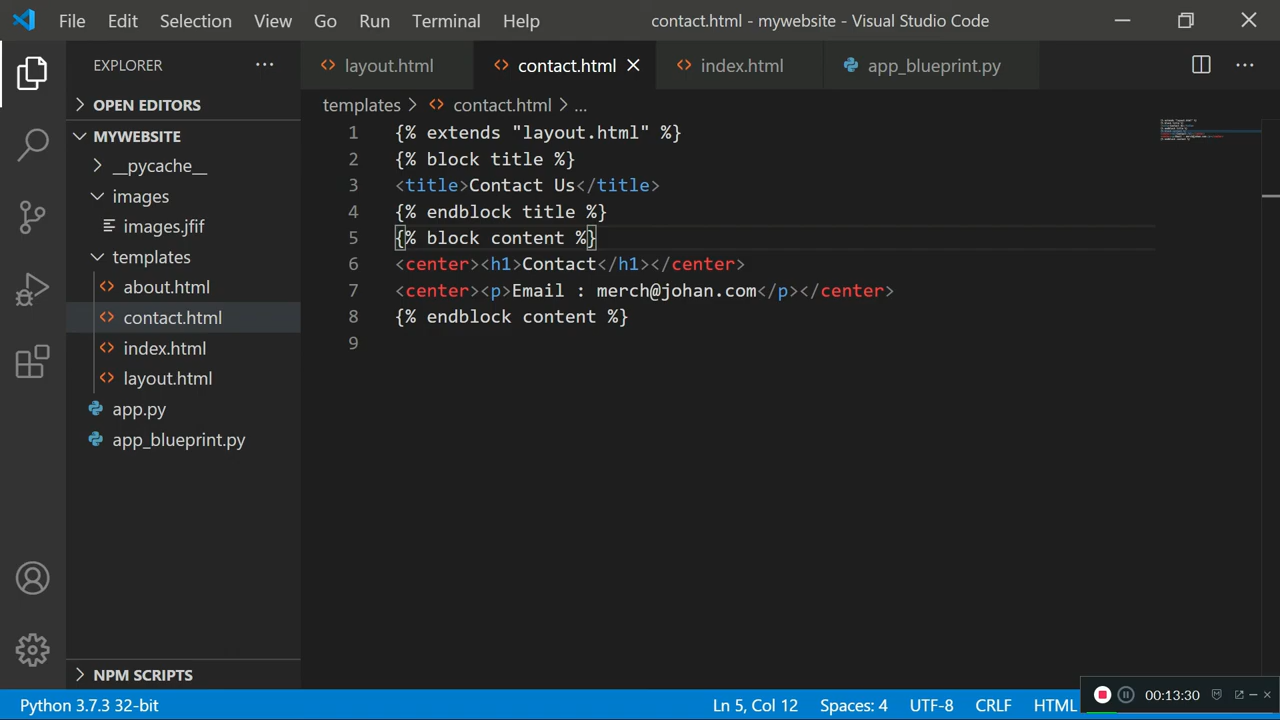 File Edit Selection View Go Run Terminal Help contact.html - mywebsite - Visual Studio Code
EXPLORER
layout.html contact.html index.html app_blueprint.py
OPEN EDITORS
MYWEBSITE
__pycache__
images
images.jfif
templates
about.html
contact.html
index.html
layout.html
app.py
app_blueprint.py
NPM SCRIPTS
templates > contact.html > ...
1 {% extends "layout.html" %}
2 {% block title %}
3 <title>Contact Us</title>
4 {% endblock title %}
5 {% block content %}
6 <center><h1>Contact</h1></center>
7 <center><p>Email : merch@johan.com</p></center>
8 {% endblock content %}
9
Python 3.7.3 32-bit Ln 5, Col 12 Spaces: 4 UTF-8 CRLF HTML
00:13:30